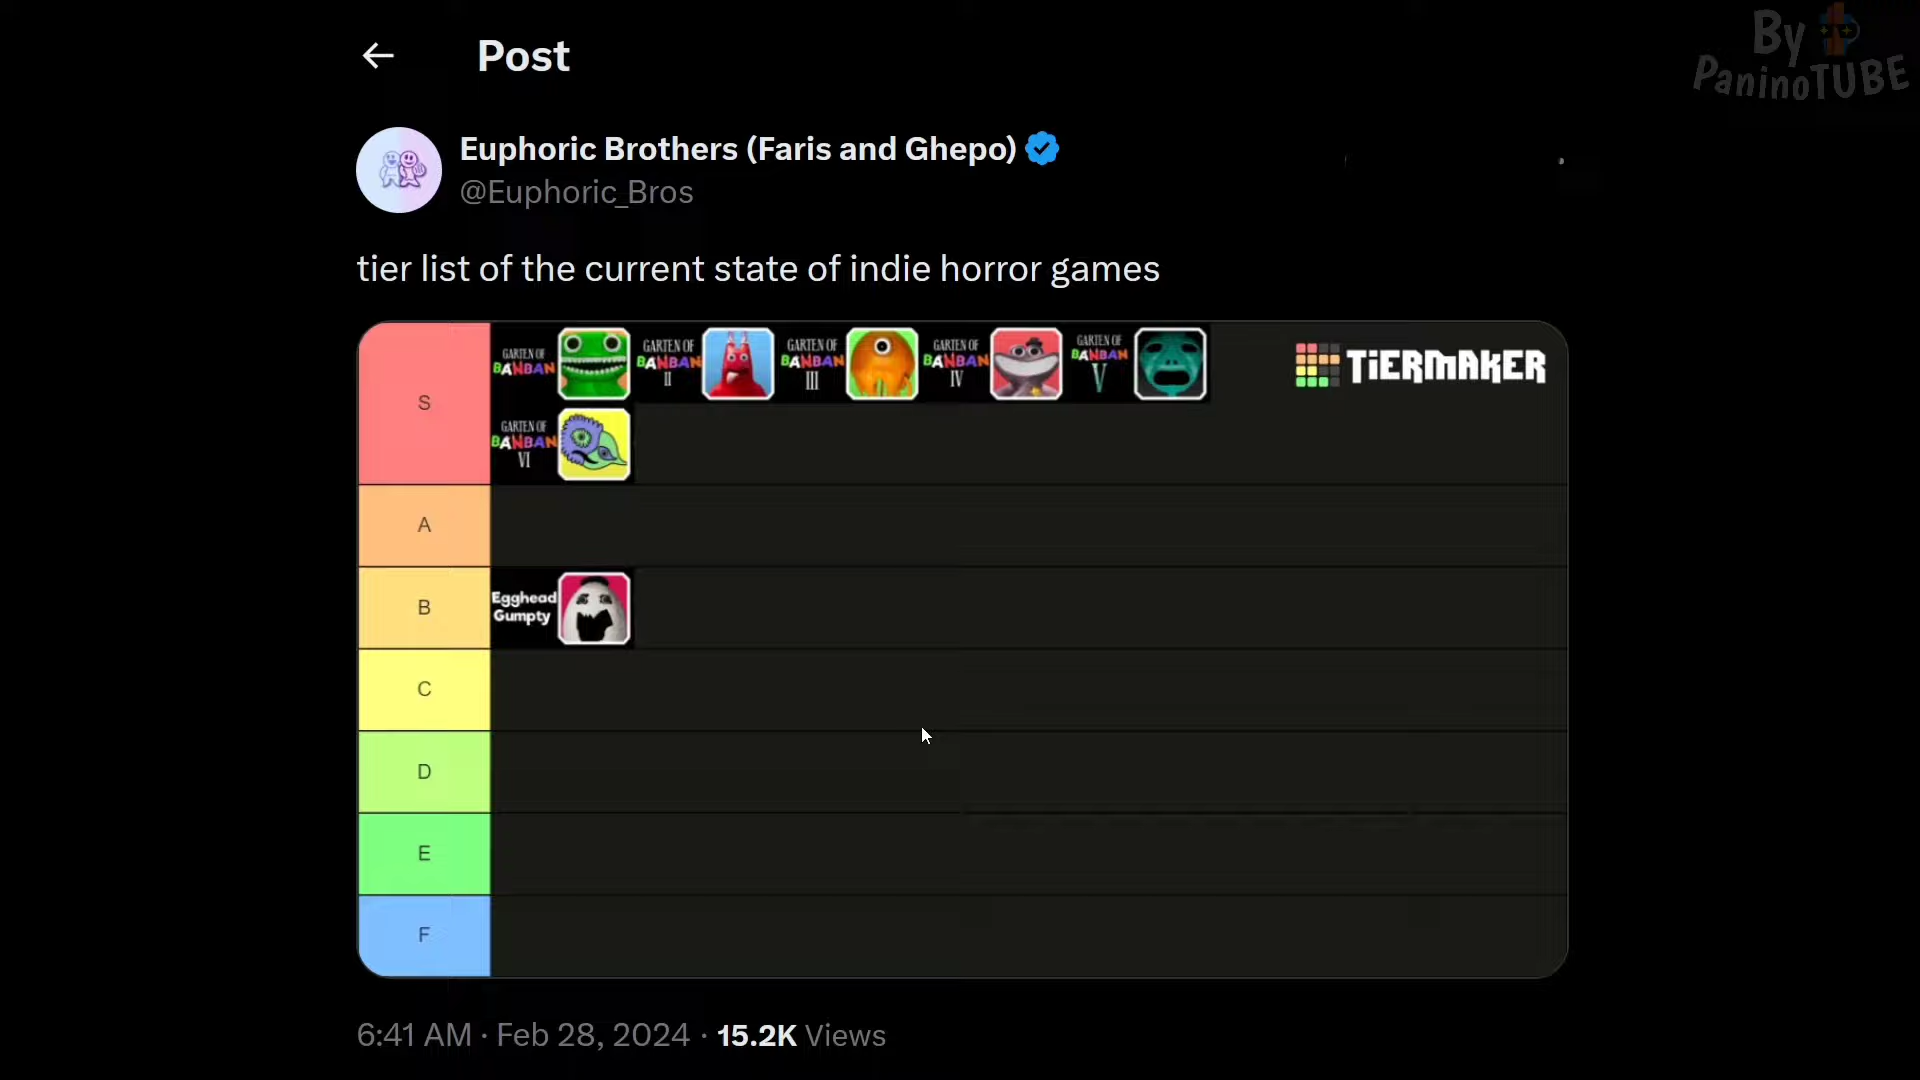 By
PaninoTUBE
Post
Euphoric Brothers (Faris and Ghepo)
@Euphoric_Bros
tier list of the current state of indie horror games
S
GARTEN OF
BANBAN
GARTEN OF
BANBAN
II
GARTEN OF
BANBAN
III
GARTEN OF
BANBAN
IV
GARTEN OF
BANBAN
V
TiERMAKER
GARTEN OF
BANBAN
VI
A
B
Egghead
Gumpty
C
D
E
F
6:41 AM · Feb 28, 2024 · 15.2K Views